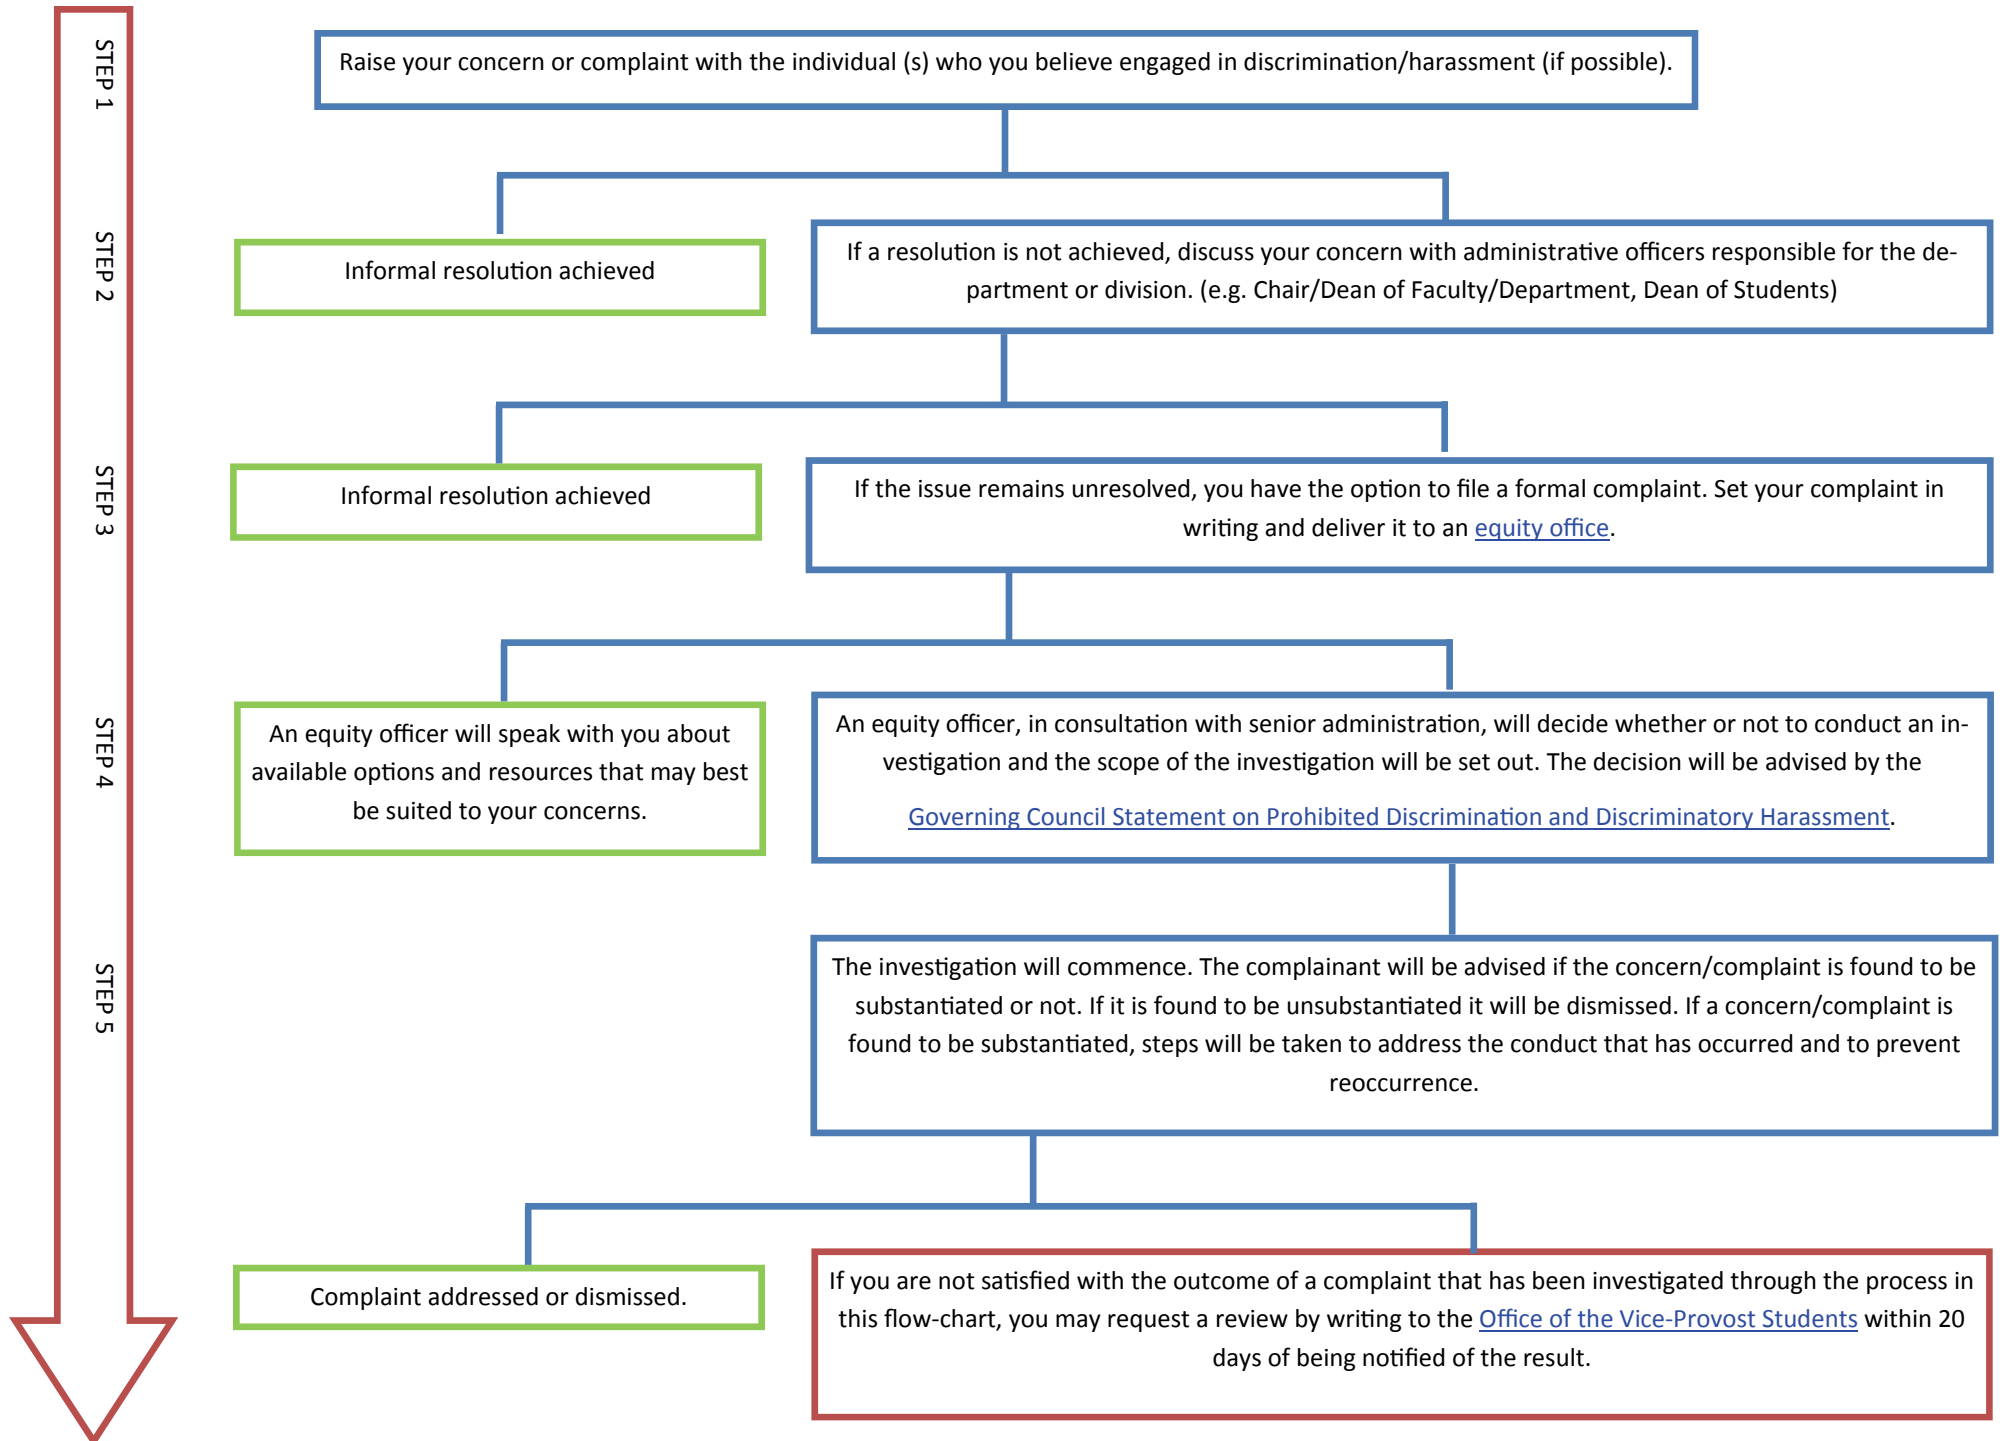 STEP 1
Raise your concern or complaint with the individual (s) who you believe engaged in discrimination/harassment (if possible).
STEP 2
Informal resolution achieved
If a resolution is not achieved, discuss your concern with administrative officers responsible for the de-
partment or division. (e.g. Chair/Dean of Faculty/Department, Dean of Students)
STEP 3
Informal resolution achieved
If the issue remains unresolved, you have the option to file a formal complaint. Set your complaint in
writing and deliver it to an equity office.
STEP 4
An equity officer will speak with you about
available options and resources that may best
be suited to your concerns.
An equity officer, in consultation with senior administration, will decide whether or not to conduct an in-
vestigation and the scope of the investigation will be set out. The decision will be advised by the
Governing Council Statement on Prohibited Discrimination and Discriminatory Harassment.
STEP 5
The investigation will commence. The complainant will be advised if the concern/complaint is found to be
substantiated or not. If it is found to be unsubstantiated it will be dismissed. If a concern/complaint is
found to be substantiated, steps will be taken to address the conduct that has occurred and to prevent
reoccurrence.
Complaint addressed or dismissed.
If you are not satisfied with the outcome of a complaint that has been investigated through the process in
this flow-chart, you may request a review by writing to the Office of the Vice-Provost Students within 20
days of being notified of the result.